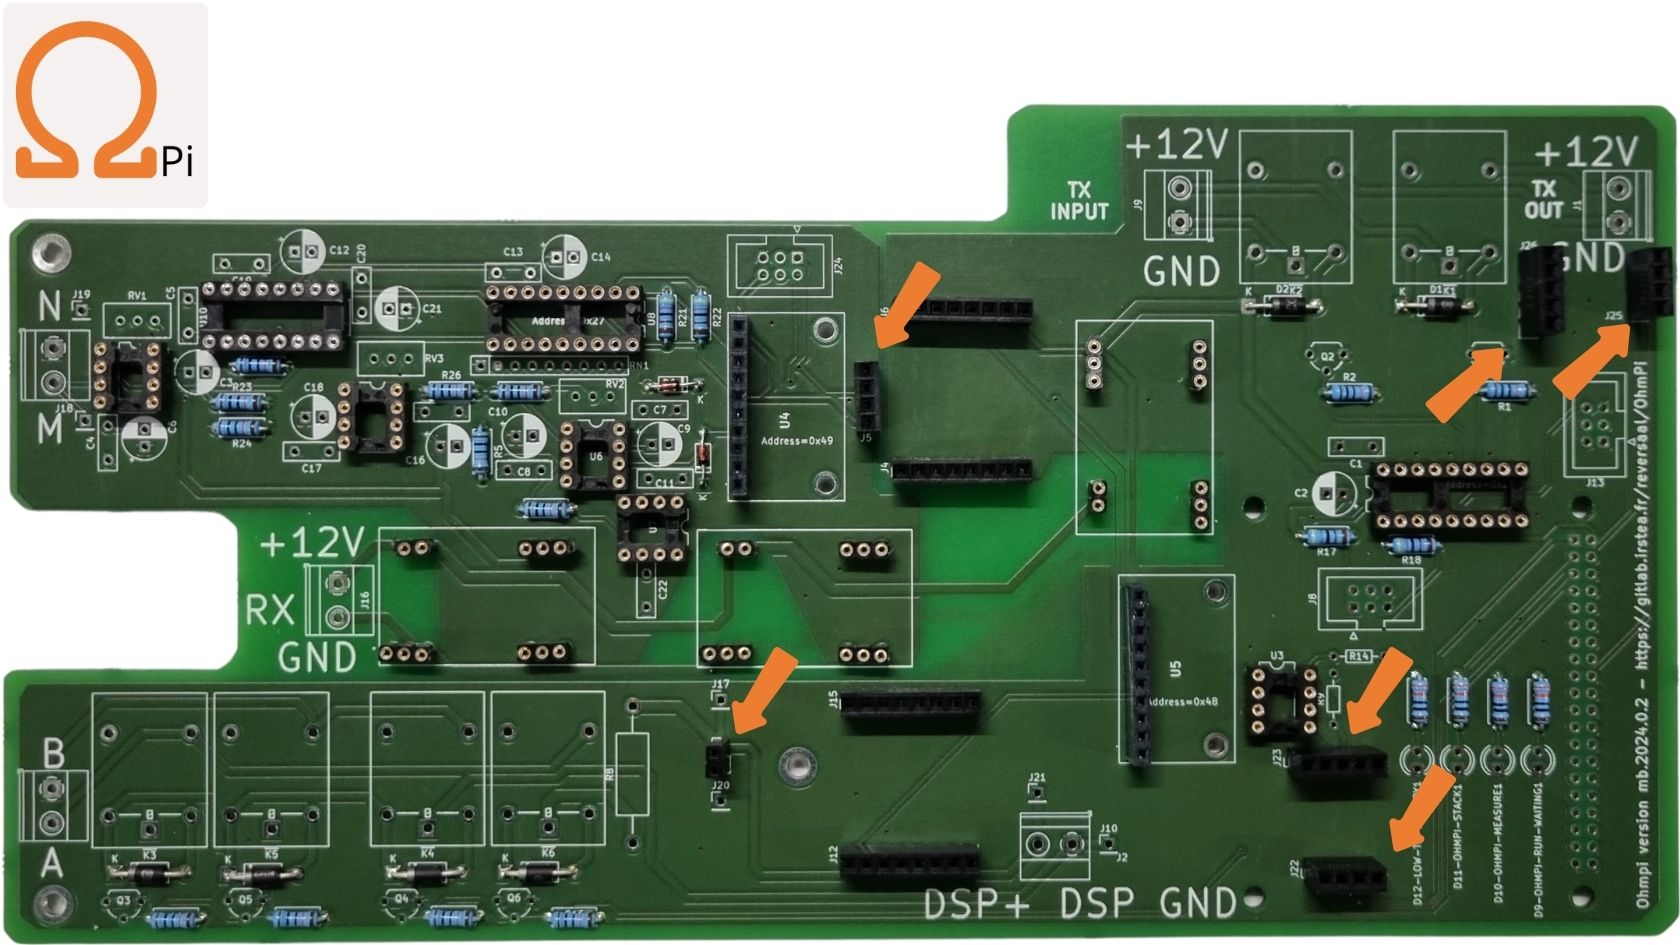 Pi
+12V
TX
INPUT
J9
GND
+12V
TX
OUT
J1
GND
J26
J25
K
D2
K2
K
D1
K1
Q2
R2
R1
C1
C2
R17
R18
J13
J8
N
J19
RV1
C5
C12
C20
C21
C13
C14
J24
M
J18
C3
C4
C6
R23
R24
C18
C17
RV3
R26
C16
R5
C10
C8
RV2
RN1
U8
R21
R22
K
C7
C9
C11
K
U6
C22
U4
Address=0x49
J5
J6
J4
+12V
RX
GND
J16
U5
Address=0x48
U3
R14
R9
J23
J22
B
A
K3
K5
K4
K6
K
K
K
K
Q3
Q5
Q4
Q6
R8
J17
J20
J15
J12
J21
J10
J2
DSP+ DSP GND
D11-OHMPI-STACK1
D10-OHMPI-MEASURE1
D9-OHMPI-RUN-WAITING1
Ohmpi version mb.2024.0.2 - https://gitlab.irstea.fr/reversaal/OhmPI